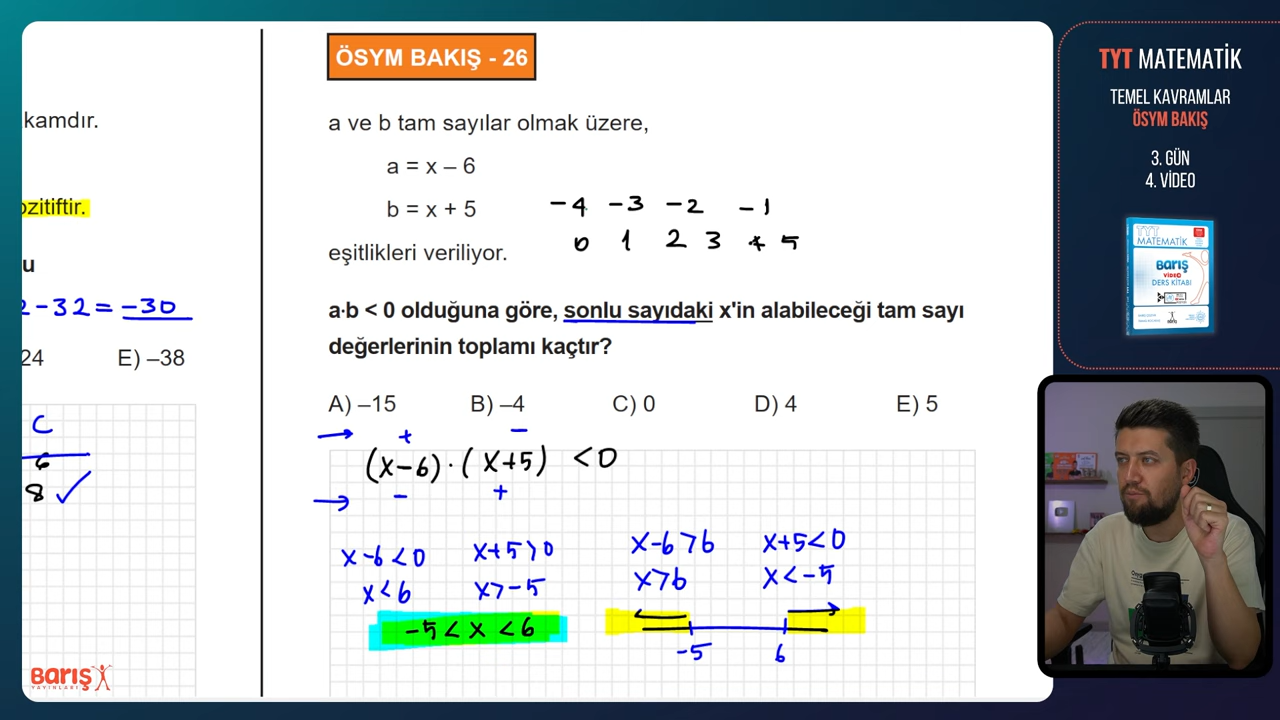 kamdır.
ozitiftir.
u
2-32 = -30
24 E) –38
C
6
8 ✓
BARIŞ
YAYINLARI
ÖSYM BAKIŞ - 26
a ve b tam sayılar olmak üzere,
a = x – 6
b = x + 5
-4 -3 -2 -1
0 1 2 3 4 5
eşitlikleri veriliyor.
a·b < 0 olduğuna göre, sonlu sayıdaki x'in alabileceği tam sayı
değerlerinin toplamı kaçtır?
A) –15 B) –4 C) 0 D) 4 E) 5
→ + -
(x-6)·(x+5) <0
→ - +
x-6<0 x+5>0 x-6>6 x+5<0
x<6 x>-5 x>6 x<-5
-5<x<6
-5 6
TYT MATEMATİK
TEMEL KAVRAMLAR
ÖSYM BAKIŞ
3. GÜN
4. VİDEO
TYT
MATEMATİK
BARIŞ
VİDEO
DERS KİTABI